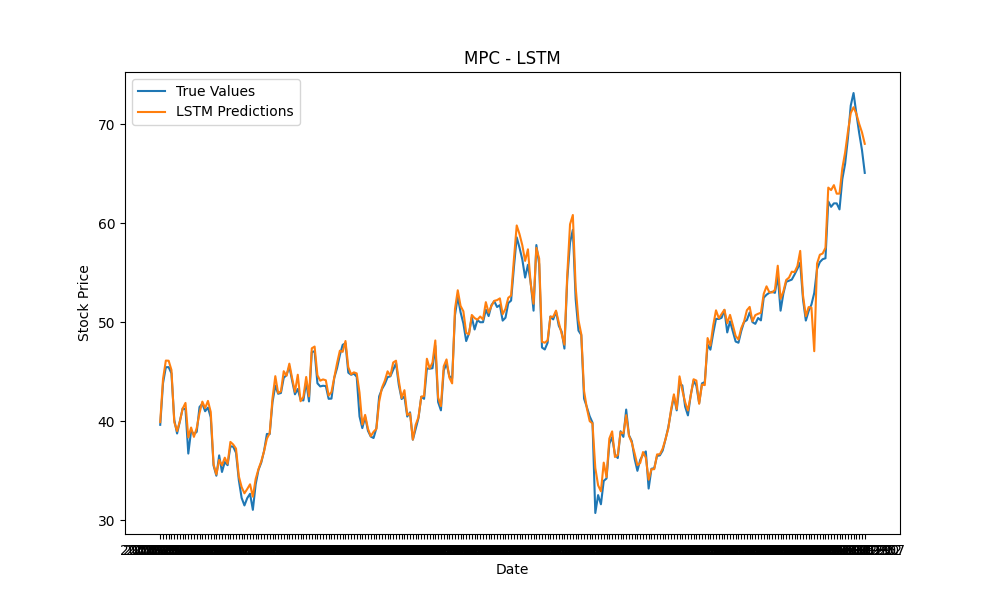 MPC - LSTM
True Values
LSTM Predictions
70
60
50
40
30
Stock Price
Date